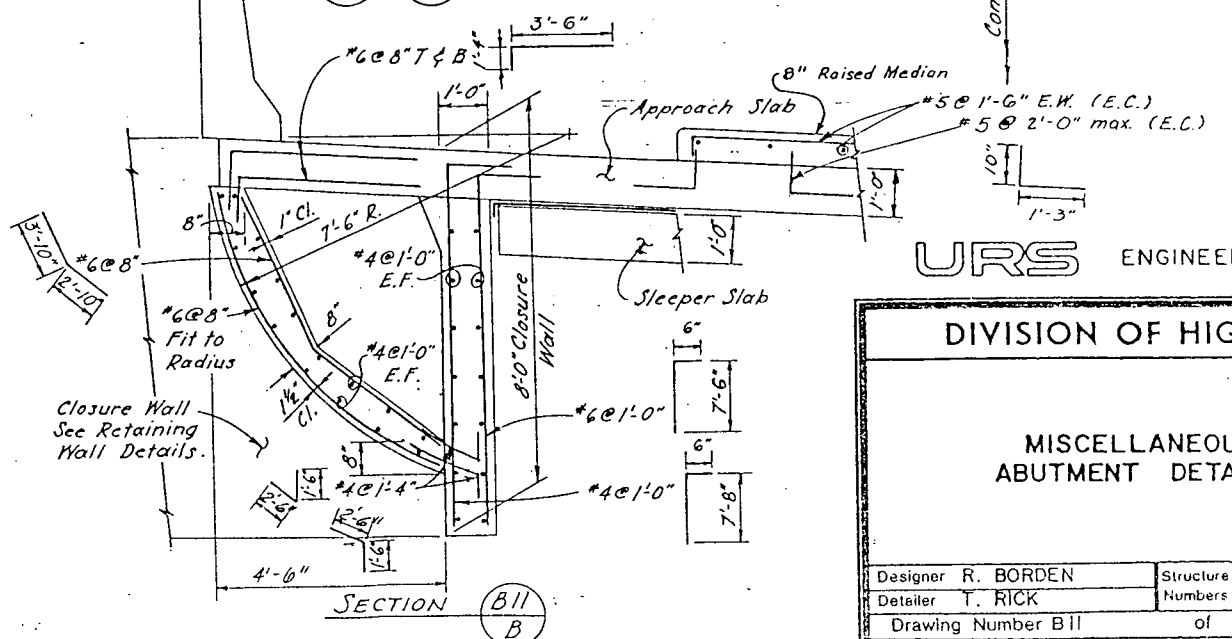 3'-6"
4"
#6@8" T & B
1'-0"
8" Raised Median
Con
Approach Slab
#5 @ 1'-6" E.W. (E.C.)
#5 @ 2'-0" max. (E.C.)
10"
1'-3"
1'-0"
8"
1" Cl.
7'-6" R.
#4@1'-0"
E.F.
1'-0"
Sleeper Slab
3'-10"
2'-10"
#6@8"
#6@8"
Fit to
Radius
8"
#4@1'-0"
E.F.
8'-0" Closure
Wall
1½"
Cl.
Closure Wall
See Retaining
Wall Details.
#6@1'-0"
6"
7'-6"
6"
7'-8"
8"
#4@1'-4"
#4@1'-0"
2'-6"
1'-6"
2'-6"
1'-6"
4'-6"
SECTION
B11
B
URS ENGINEER
DIVISION OF HIG
MISCELLANEOU
ABUTMENT DETA
Designer R. BORDEN
Structure
Detailer T. RICK
Numbers
Drawing Number B11 of